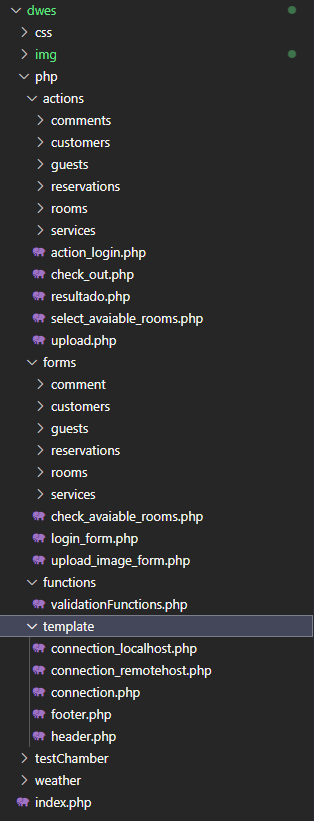 dwes
css
img
php
actions
comments
customers
guests
reservations
rooms
services
action_login.php
check_out.php
resultado.php
select_avaiable_rooms.php
upload.php
forms
comment
customers
guests
reservations
rooms
services
check_avaiable_rooms.php
login_form.php
upload_image_form.php
functions
validationFunctions.php
template
connection_localhost.php
connection_remotehost.php
connection.php
footer.php
header.php
testChamber
weather
index.php